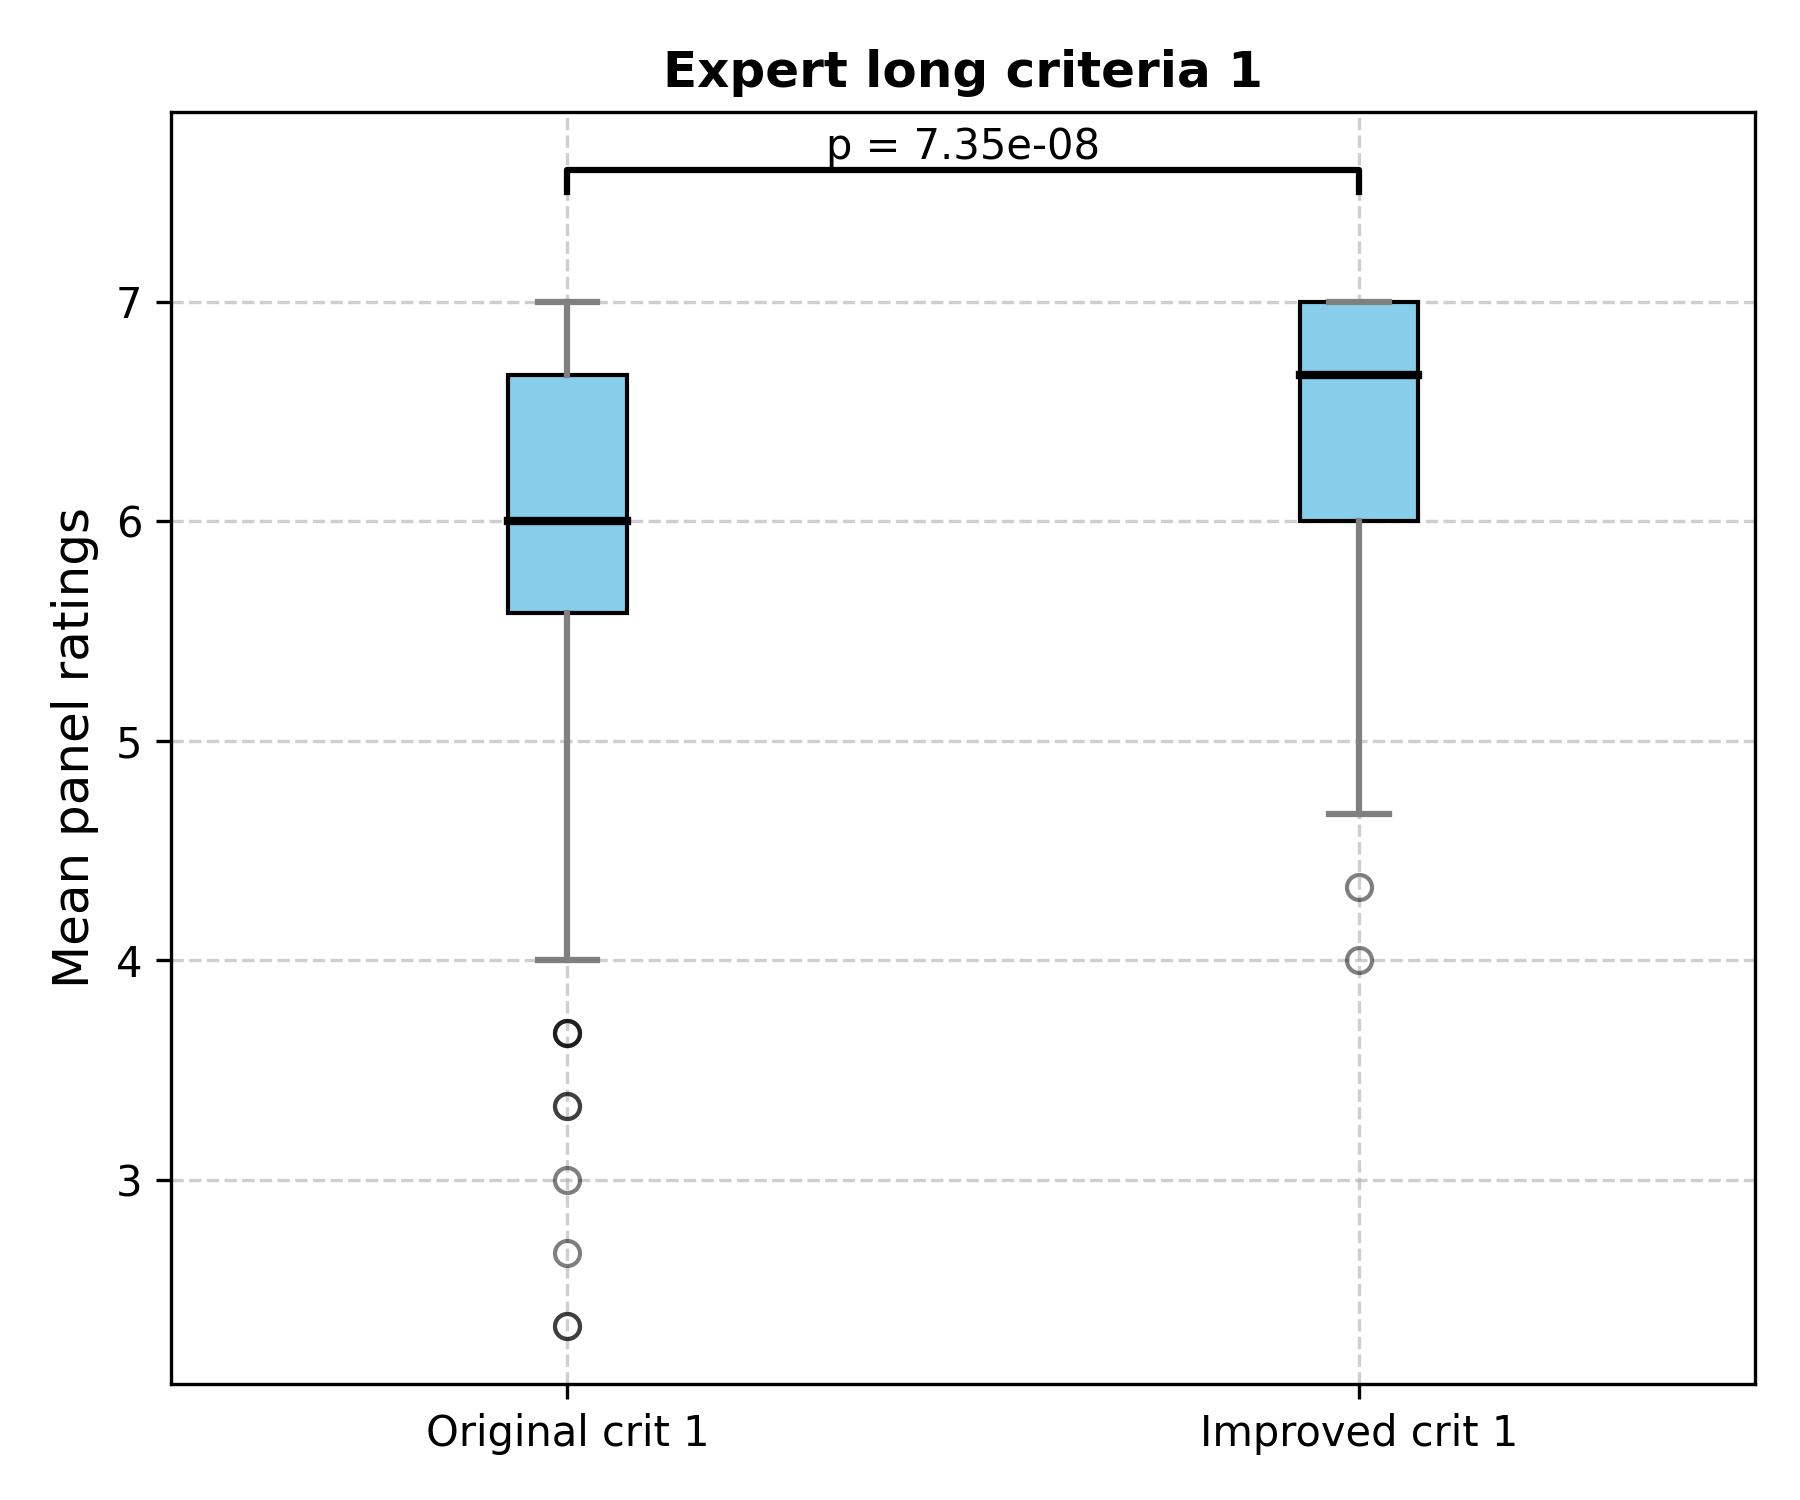 Expert long criteria 1
p = 7.35e-08
Mean panel ratings
7
6
5
4
3
Original crit 1
Improved crit 1